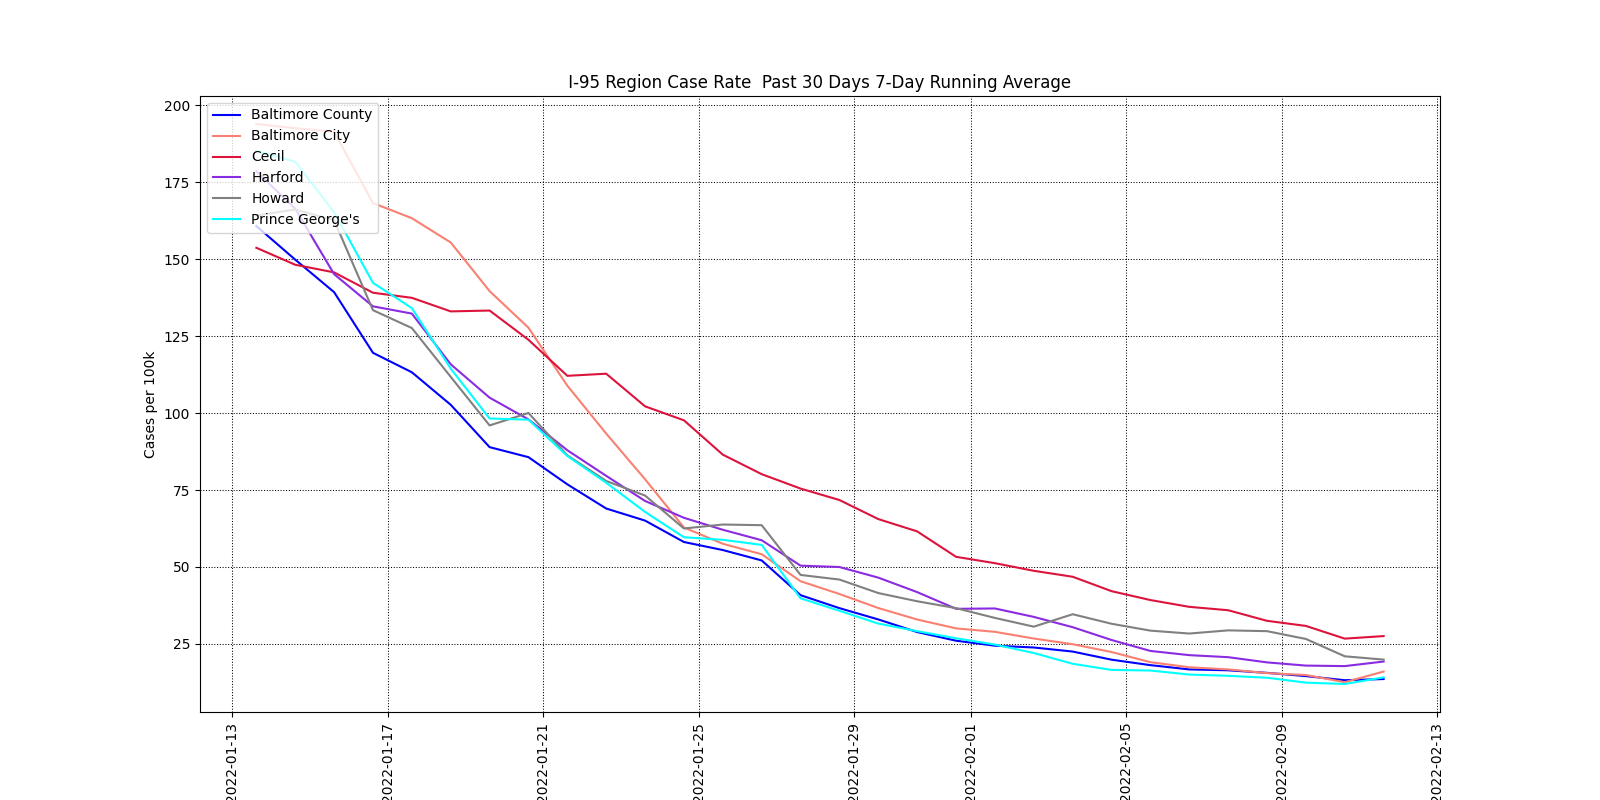 I-95 Region Case Rate  Past 30 Days 7-Day Running Average
Cases per 100k
200
175
150
125
100
75
50
25
Baltimore County
Baltimore City
Cecil
Harford
Howard
Prince George's
2022-01-13
2022-01-17
2022-01-21
2022-01-25
2022-01-29
2022-02-01
2022-02-05
2022-02-09
2022-02-13